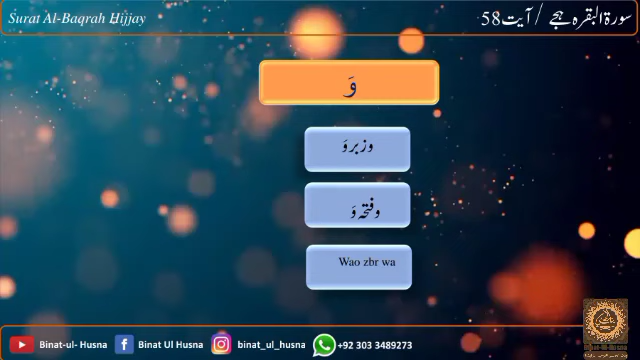 Surat Al-Baqrah Hijjay
سورۃ البقرہ ہجے / آیت 58
وَ
و زبر وَ
و فتحہ وَ
Wao zbr wa
Binat-ul- Husna
Binat Ul Husna
binat_ul_husna
+92 303 3489273